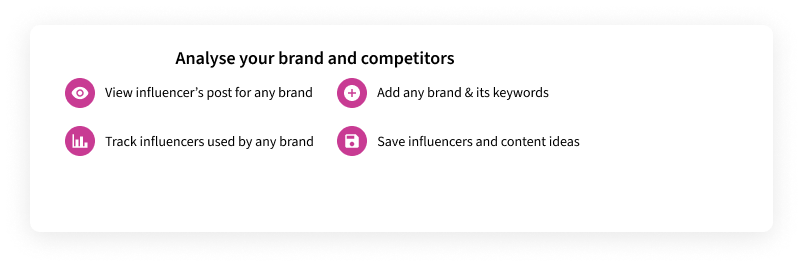 Analyse your brand and competitors
View influencer’s post for any brand
Add any brand & its keywords
Track influencers used by any brand
Save influencers and content ideas